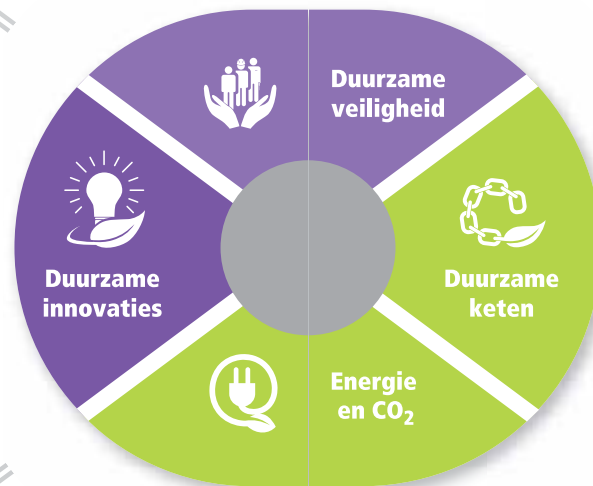 Duurzame
veiligheid
Duurzame
innovaties
Duurzame
keten
Energie
en CO₂